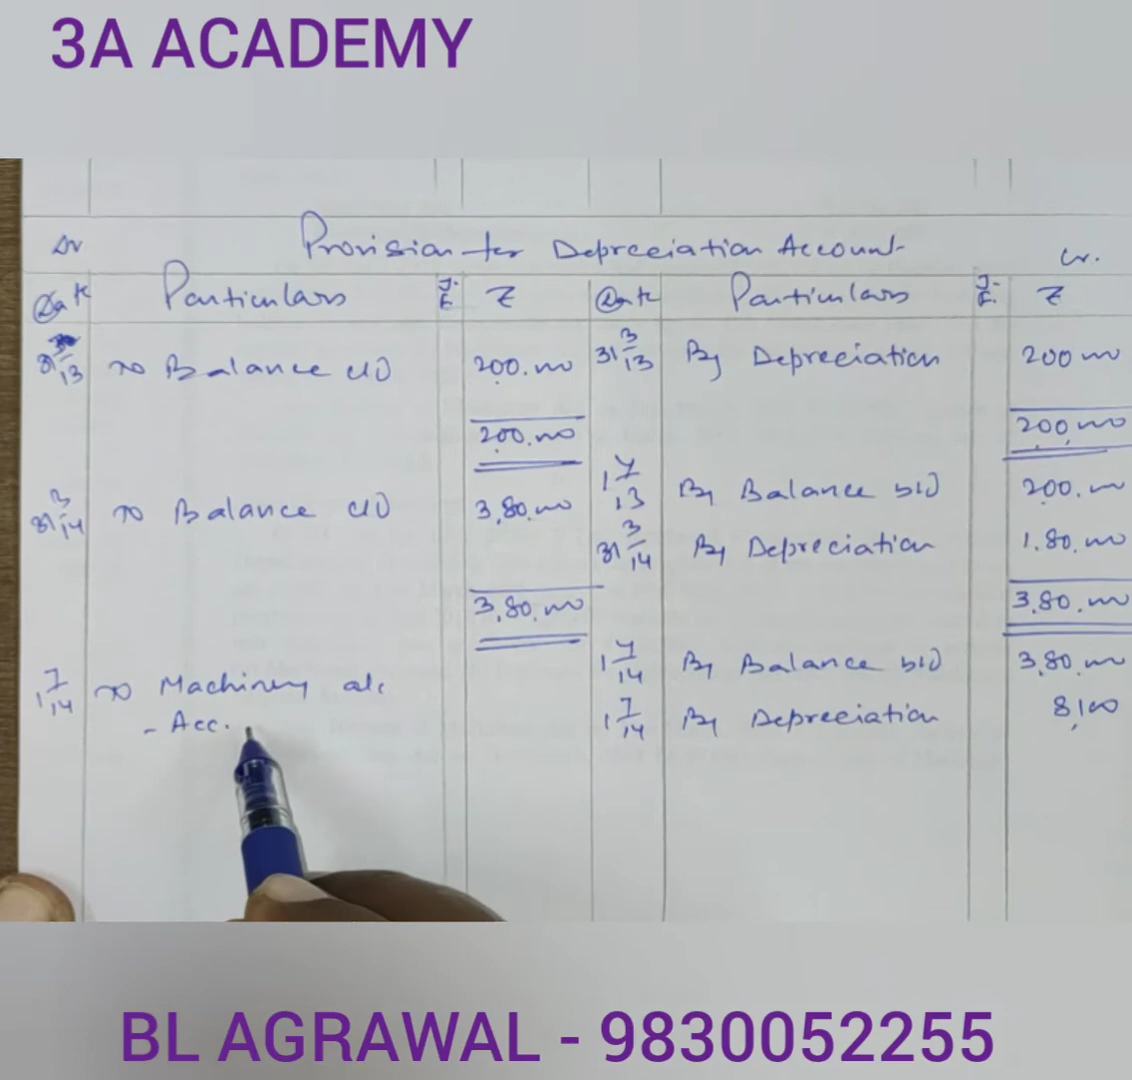 3A ACADEMY
Provision for Depreciation Account
Dr Cr.
Date Particulars J.F. ₹ Date Particulars J.F. ₹
31/3/13 To Balance c/d 200,000 31/3/13 By Depreciation 200000
200,000 200,000
1/4/13 By Balance b/d 200,000
31/3/14 To Balance c/d 3,80,000 31/3/14 By Depreciation 1,80,000
3,80,000 3,80,000
1/4/14 By Balance b/d 3,80,000
1/7/14 To Machinery a/c 1/7/14 By Depreciation 8,100
- Acc.
BL AGRAWAL - 9830052255